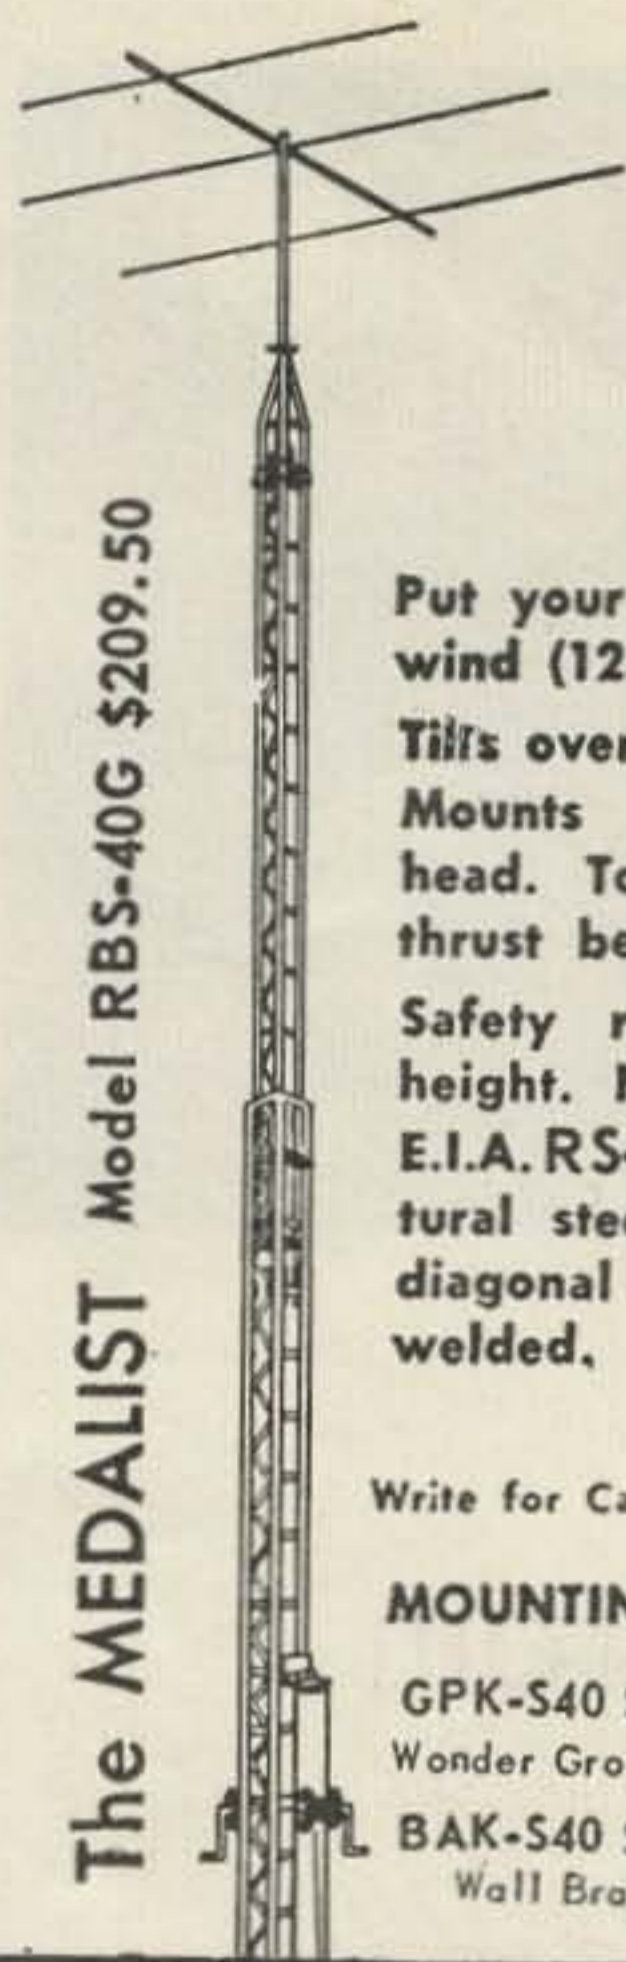 The MEDALIST Model RBS-40G $209.50
Put your
wind (12
Tilts over
Mounts
head. To
thrust be
Safety r
height.
E.I.A. RS-
tural stee
diagonal
welded,
Write for Ca
MOUNTIN
GPK-S40
Wonder Gro
BAK-S40
Wall Bra